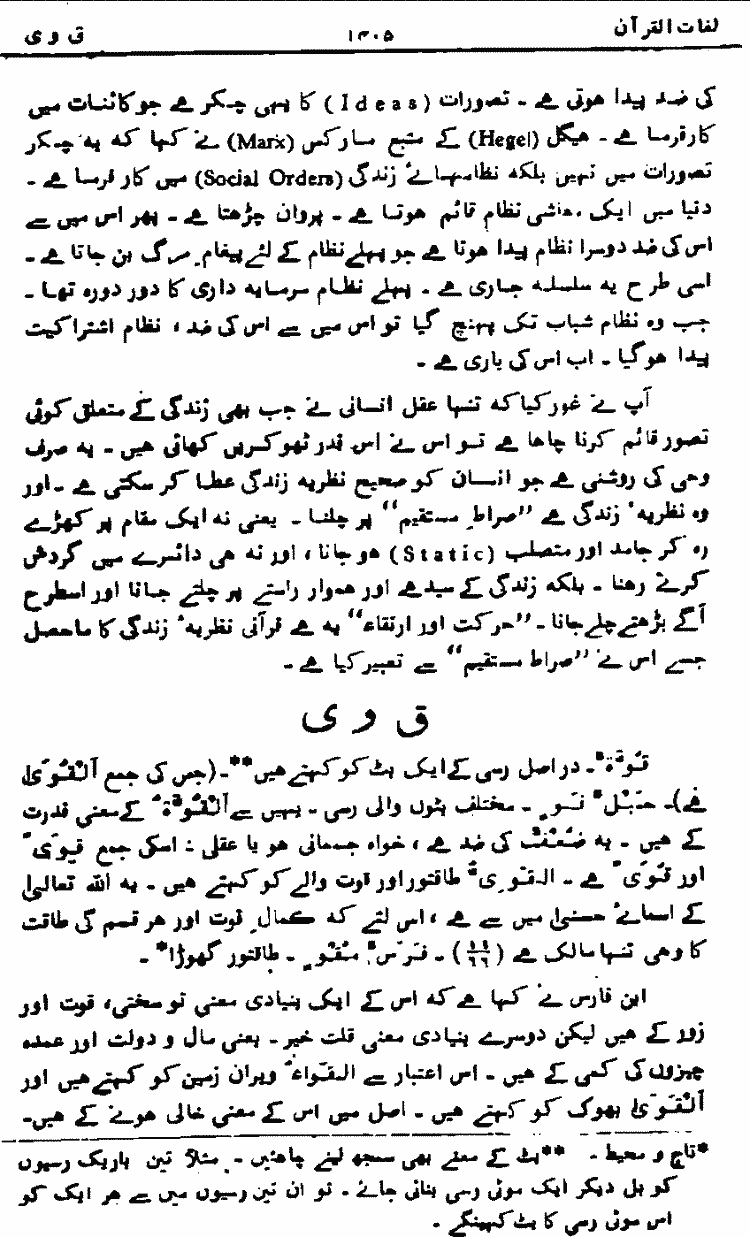 لغات القرآن ۱۴۰۵ ق و ی
کی ضد پیدا ہوتی ہے ۔ تصورات (Ideas) کا یہی چکر ہے جو کائنات میں
کارفرما ہے ۔ ہیگل (Hegel) کے متبع مارکس (Marx) نے کہا کہ یہ چکر
تصورات میں نہیں بلکہ نظامہائے زندگی (Social Orders) میں کار فرما ہے ۔
دنیا میں ایک معاشی نظام قائم ہوتا ہے ۔ پروان چڑھتا ہے ۔ پھر اس میں سے
اس کی ضد دوسرا نظام پیدا ہوتا ہے جو پہلے نظام کے لئے پیغام مرگ بن جاتا ہے ۔
اسی طرح یہ سلسلہ جاری ہے ۔ پہلے نظام سرمایہ داری کا دور دورہ تھا ۔
جب وہ نظام شباب تک پہنچ گیا تو اس میں سے اس کی ضد ، نظام اشتراکیت
پیدا ہوگیا ۔ اب اس کی باری ہے ۔
آپ نے غور کیا کہ تنہا عقل انسانی نے جب بھی زندگی کے متعلق کوئی
تصور قائم کرنا چاہا ہے تو اس نے اس قدر ٹھوکریں کھائی ہیں ۔ یہ صرف
وحی کی روشنی ہے جو انسان کو صحیح نظریہ زندگی عطا کر سکتی ہے ۔ اور
وہ نظریۂ زندگی ہے ”صراطِ مستقیم“ پر چلنا ۔ یعنی نہ ایک مقام پر کھڑے
رہ کر جامد اور متصلب (Static) ہو جانا ، اور نہ ہی دائرے میں گردش
کرتے رہنا ۔ بلکہ زندگی کے سیدھے اور ہموار راستے پر چلتے جانا اور اسطرح
آگے بڑھتے چلے جانا ۔ ”حرکت اور ارتقاء“ یہ ہے قرآنی نظریۂ زندگی کا ماحصل
جسے اس نے ”صراط مستقیم“ سے تعبیر کیا ہے ۔
ق و ی
قُوَّۃٌ ۔ دراصل رسی کے ایک بٹ کو کہتے ہیں** ۔ (جس کی جمع اَلْقُوَیٰ
ہے) ۔ حَبْلٌ قَوٍ ۔ مختلف بٹوں والی رسی ۔ یہیں سے اَلْقُوَّۃُ کے معنی قدرت
کے ہیں ۔ یہ ضُعْفٌ کی ضد ہے ، خواہ جسمانی ہو یا عقلی : اسکی جمع قِوًی
اور قُوًی ہے ۔ القَوِیُّ طاقتور اور قوت والے کو کہتے ہیں ۔ یہ اللہ تعالیٰ
کے اسمائے حسنیٰ میں سے ہے ، اس لئے کہ کمالِ قوت اور ہر قسم کی طاقت
کا وہی تنہا مالک ہے (۱۱/۶۶) ۔ فَرَسٌ مُقْوٍ ۔ طاقتور گھوڑا* ۔
ابن فارس نے کہا ہے کہ اس کے ایک بنیادی معنی تو سختی، قوت اور
زور کے ہیں لیکن دوسرے بنیادی معنی قلت خیر ۔ یعنی مال و دولت اور عمدہ
چیزوں کی کمی کے ہیں ۔ اس اعتبار سے القَوَاءُ ویران زمین کو کہتے ہیں اور
اَلْقَوَیٰ بھوک کو کہتے ہیں ۔ اصل میں اس کے معنی خالی ہونے کے ہیں ۔
*تاج و محیط ۔ **بٹ کے معنے بھی سمجھ لینے چاہئیں ۔ مثلاً تین باریک رسیوں
کو بل دیکر ایک موٹی رسی بنائی جائے ۔ تو ان تین رسیوں میں سے ہر ایک کو
اس موٹی رسی کا بٹ کہینگے ۔